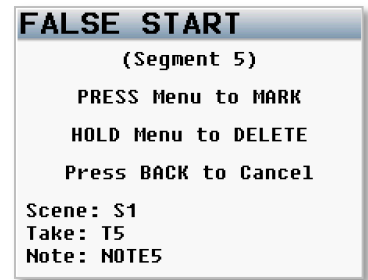 FALSE START
(Segment 5)
PRESS Menu to MARK
HOLD Menu to DELETE
Press BACK to Cancel
Scene: S1
Take: T5
Note: NOTE5